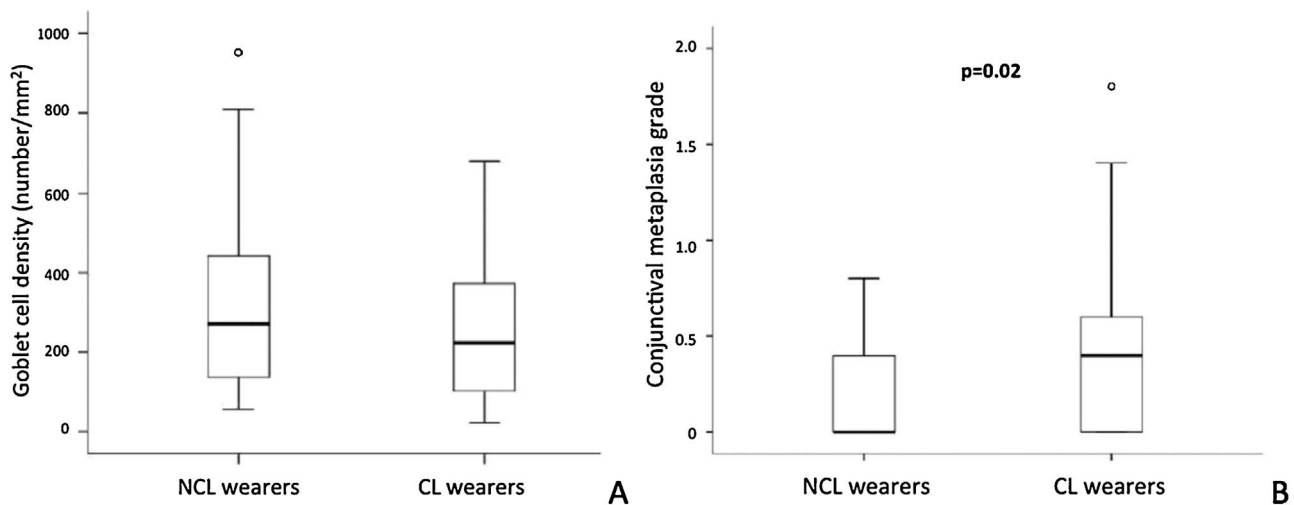 Goblet cell density (number/mm²)
1000
800
600
400
200
0
NCL wearers
CL wearers
A
Conjunctival metaplasia grade
2.0
1.5
1.0
0.5
0
p=0.02
NCL wearers
CL wearers
B